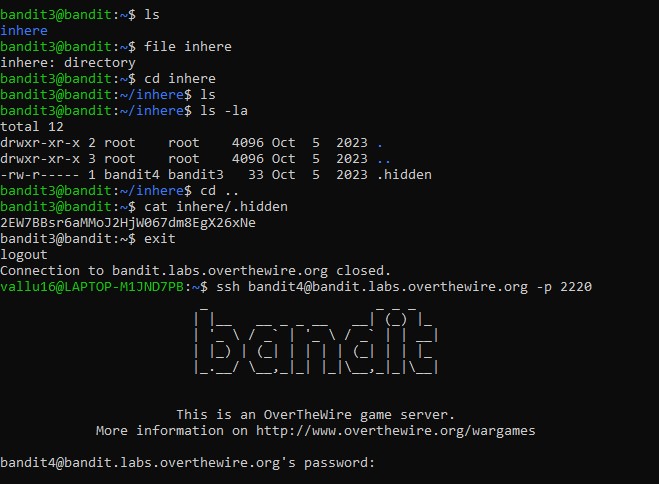 bandit3@bandit:~$ ls
inhere
bandit3@bandit:~$ file inhere
inhere: directory
bandit3@bandit:~$ cd inhere
bandit3@bandit:~/inhere$ ls
bandit3@bandit:~/inhere$ ls -la
total 12
drwxr-xr-x 2 root    root    4096 Oct  5  2023 .
drwxr-xr-x 3 root    root    4096 Oct  5  2023 ..
-rw-r----- 1 bandit4 bandit3   33 Oct  5  2023 .hidden
bandit3@bandit:~/inhere$ cd ..
bandit3@bandit:~$ cat inhere/.hidden
2EW7BBsr6aMMoJ2HjW067dm8EgX26xNe
bandit3@bandit:~$ exit
logout
Connection to bandit.labs.overthewire.org closed.
vallu16@LAPTOP-M1JND7PB:~$ ssh bandit4@bandit.labs.overthewire.org -p 2220
bandit
This is an OverTheWire game server.
More information on http://www.overthewire.org/wargames
bandit4@bandit.labs.overthewire.org's password: